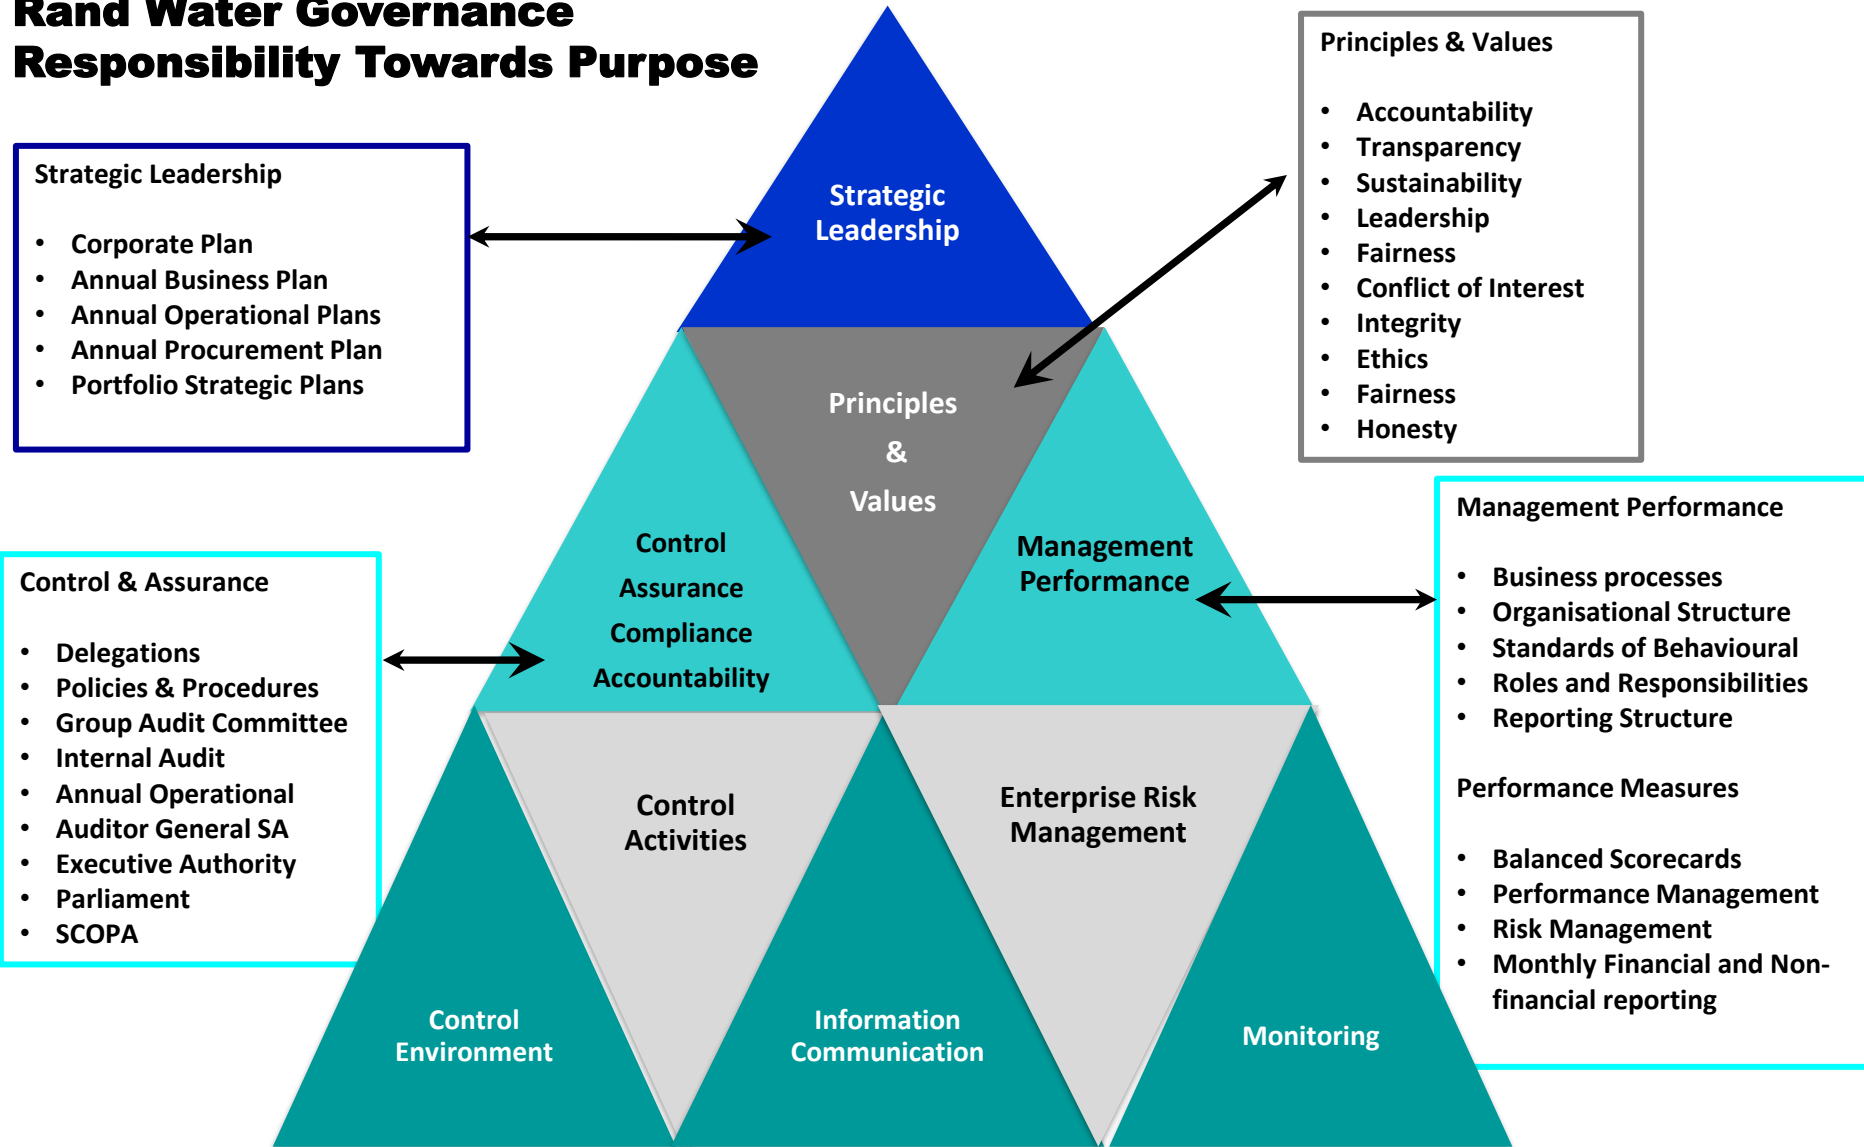 Rand Water Governance
Responsibility Towards Purpose
Strategic Leadership
• Corporate Plan
• Annual Business Plan
• Annual Operational Plans
• Annual Procurement Plan
• Portfolio Strategic Plans
Strategic
Leadership
Principles & Values
• Accountability
• Transparency
• Sustainability
• Leadership
• Fairness
• Conflict of Interest
• Integrity
• Ethics
• Fairness
• Honesty
Principles
&
Values
Control & Assurance
• Delegations
• Policies & Procedures
• Group Audit Committee
• Internal Audit
• Annual Operational
• Auditor General SA
• Executive Authority
• Parliament
• SCOPA
Control
Assurance
Compliance
Accountability
Management
Performance
Management Performance
• Business processes
• Organisational Structure
• Standards of Behavioural
• Roles and Responsibilities
• Reporting Structure
Performance Measures
• Balanced Scorecards
• Performance Management
• Risk Management
• Monthly Financial and Non-
financial reporting
Control
Activities
Enterprise Risk
Management
Control
Environment
Information
Communication
Monitoring